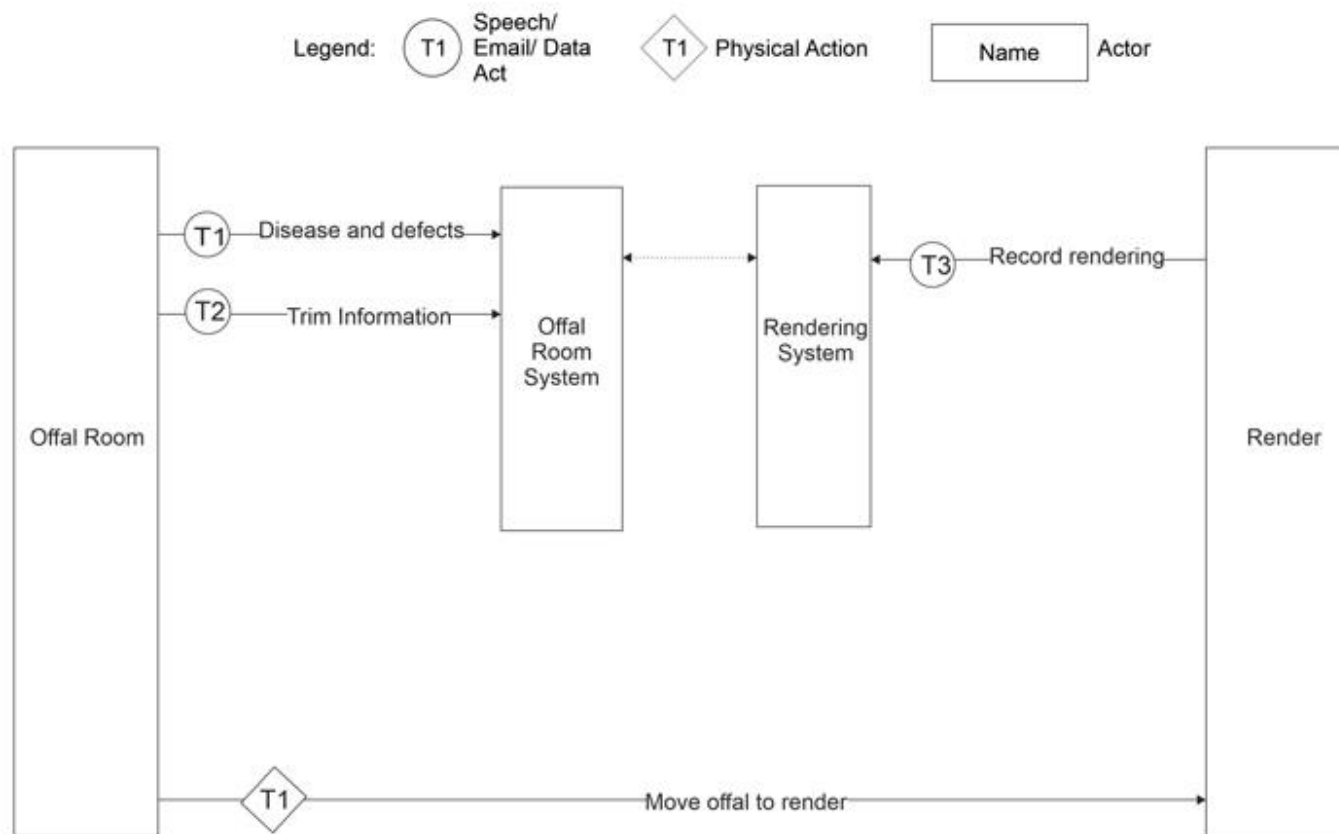 Legend:
T1
Speech/
Email/ Data
Act
T1
Physical Action
Name
Actor
T1
Disease and defects
T2
Trim Information
T3
Record rendering
Offal
Room
System
Rendering
System
Offal Room
Render
T1
Move offal to render